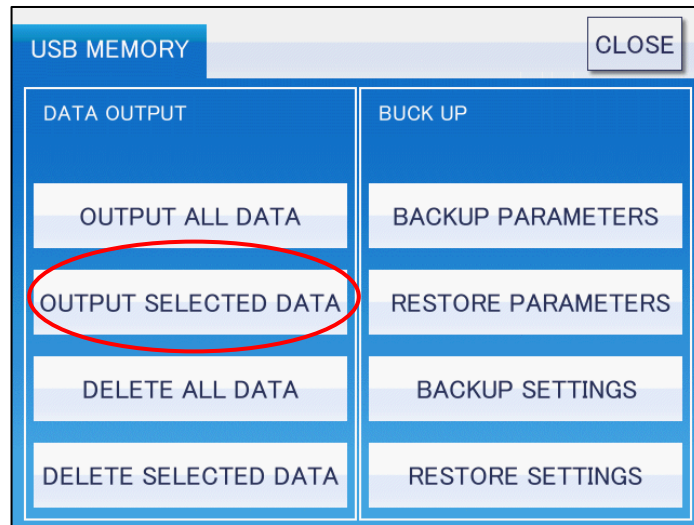 USB MEMORY
CLOSE
DATA OUTPUT
OUTPUT ALL DATA
OUTPUT SELECTED DATA
DELETE ALL DATA
DELETE SELECTED DATA
BUCK UP
BACKUP PARAMETERS
RESTORE PARAMETERS
BACKUP SETTINGS
RESTORE SETTINGS